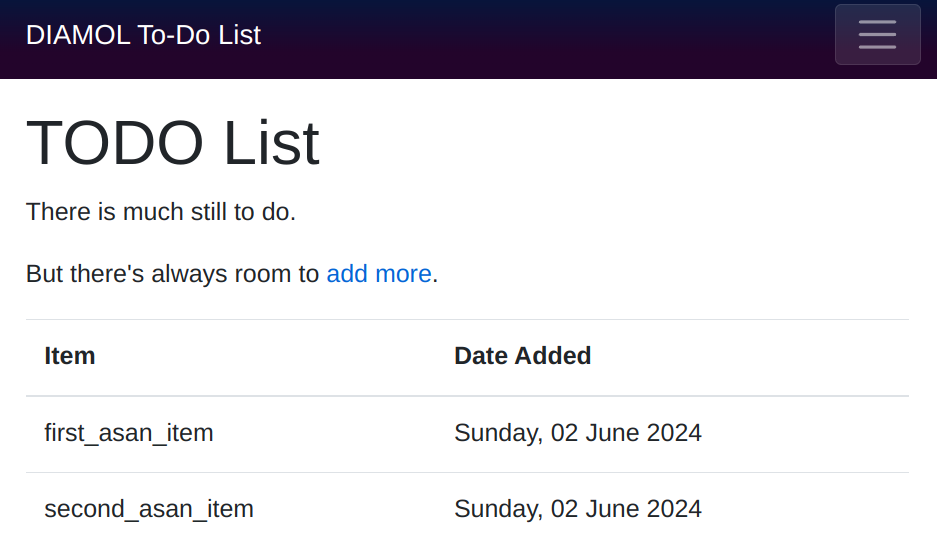 DIAMOL To-Do List
TODO List
There is much still to do.
But there's always room to add more.
Item Date Added
first_asan_item Sunday, 02 June 2024
second_asan_item Sunday, 02 June 2024